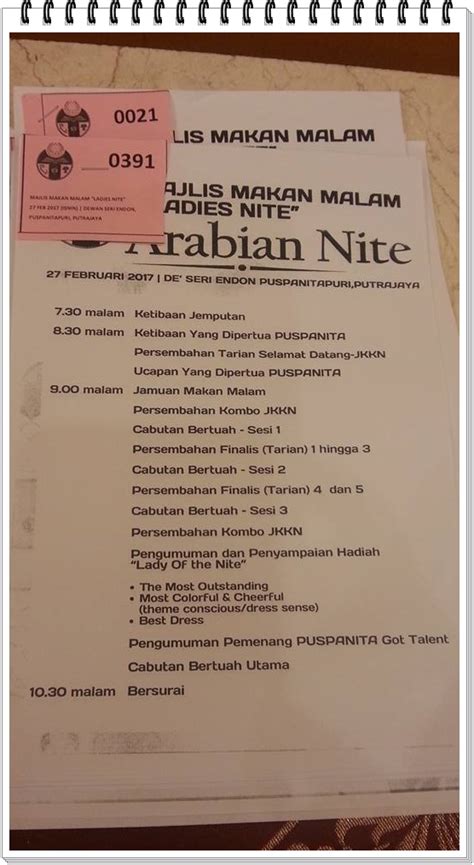 0021
0391
MAJLIS MAKAN MALAM "LADIES NITE"
27 FEB 2017 (ISNIN) | DEWAN SERI ENDON,
PUSPANITAPURI, PUTRAJAYA
JLIS MAKAN MALAM
AJLIS MAKAN MALAM
ADIES NITE"
Arabian Nite
27 FEBRUARI 2017 | DE' SERI ENDON PUSPANITAPURI,PUTRAJAYA
7.30 malam Ketibaan Jemputan
8.30 malam Ketibaan Yang Dipertua PUSPANITA
Persembahan Tarian Selamat Datang-JKKN
Ucapan Yang Dipertua PUSPANITA
9.00 malam Jamuan Makan Malam
Persembahan Kombo JKKN
Cabutan Bertuah - Sesi 1
Persembahan Finalis (Tarian) 1 hingga 3
Cabutan Bertuah - Sesi 2
Persembahan Finalis (Tarian) 4 dan 5
Cabutan Bertuah - Sesi 3
Persembahan Kombo JKKN
Pengumuman dan Penyampaian Hadiah
"Lady Of the Nite"
• The Most Outstanding
• Most Colorful & Cheerful
(theme conscious/dress sense)
• Best Dress
Pengumuman Pemenang PUSPANITA Got Talent
Cabutan Bertuah Utama
10.30 malam Bersurai